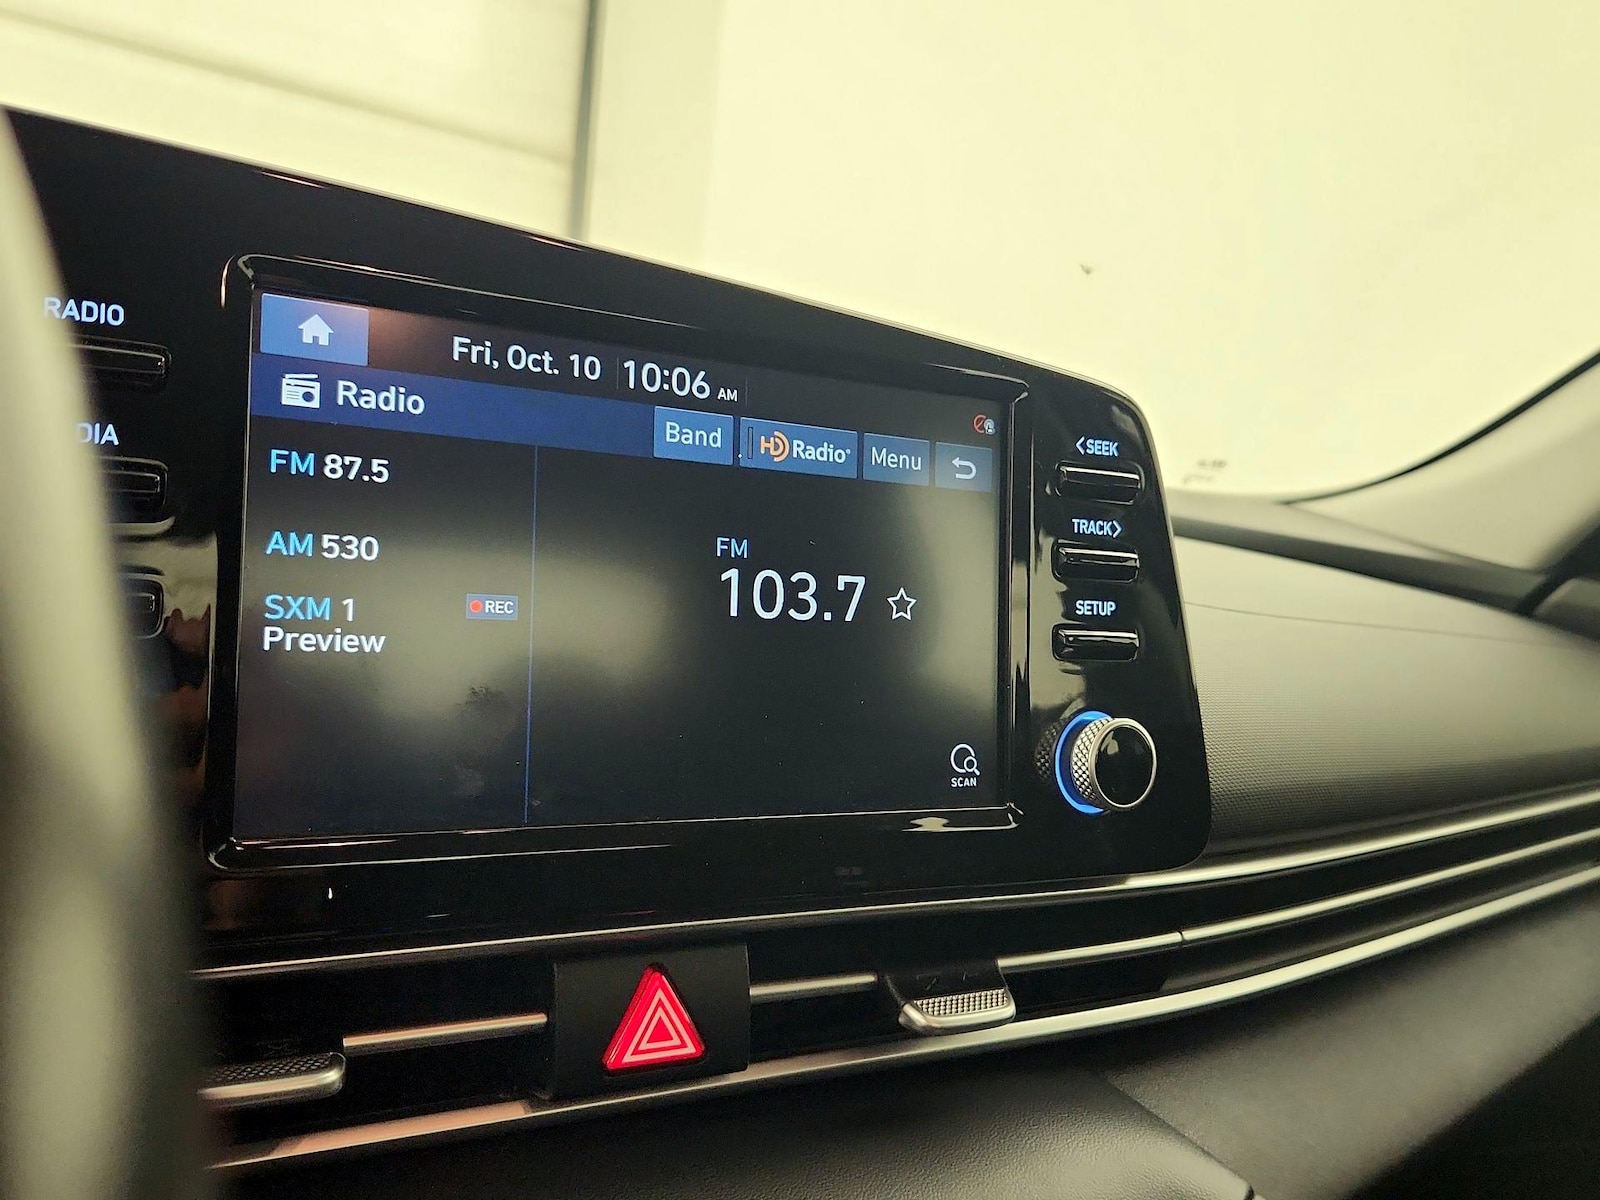 RADIO
Fri, Oct. 10 10:06 AM
Radio
Band HD Radio Menu
<SEEK
FM 87.5
TRACK>
AM 530
FM
103.7
SXM 1 REC
Preview
SETUP
SCAN